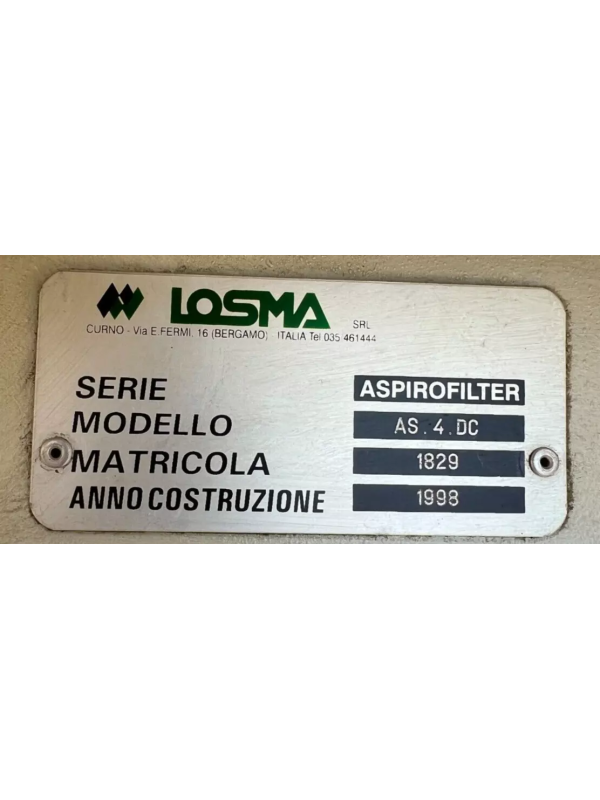 LOSMA SRL
CURNO - Via E.FERMI, 16 (BERGAMO) ITALIA Tel 035/461444
SERIE ASPIROFILTER
MODELLO AS.4.DC
MATRICOLA 1829
ANNO COSTRUZIONE 1998